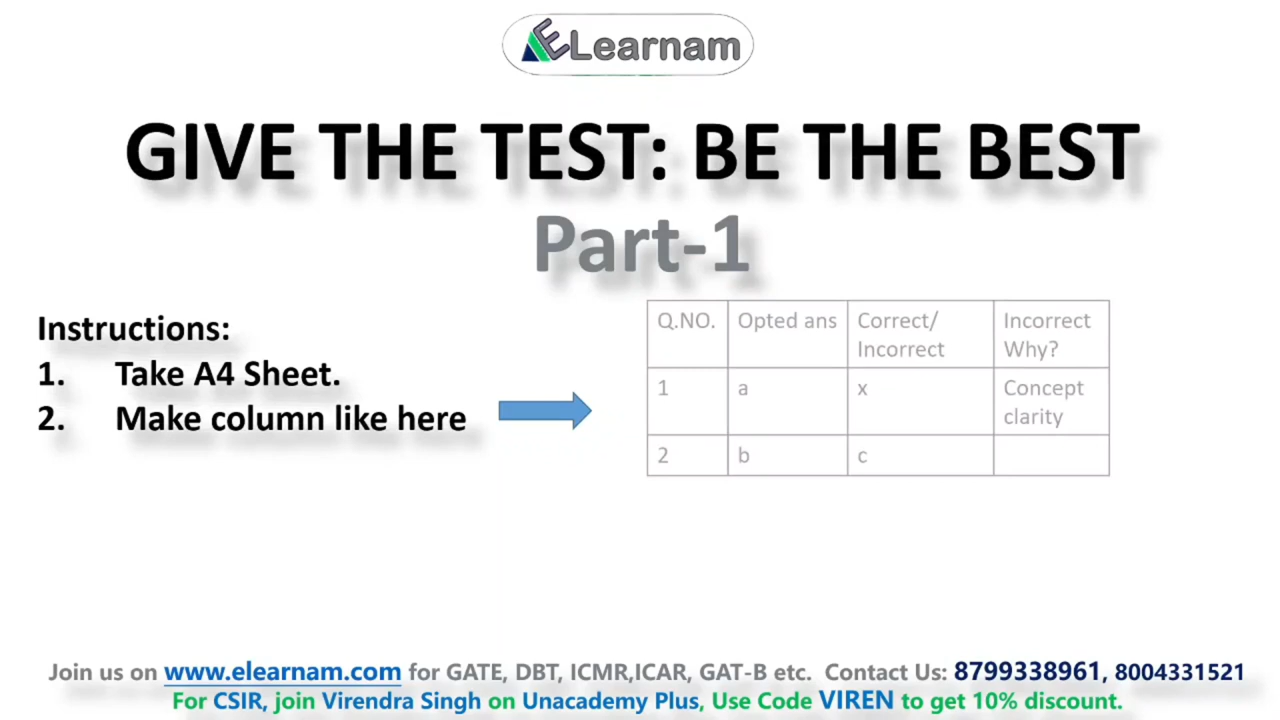 ELearnam
GIVE THE TEST: BE THE BEST
Part-1
Instructions:
1. Take A4 Sheet.
2. Make column like here
Q.NO. Opted ans Correct/ Incorrect Incorrect Why?
1 a x Concept clarity
2 b c
Join us on www.elearnam.com for GATE, DBT, ICMR,ICAR, GAT-B etc. Contact Us: 8799338961, 8004331521
For CSIR, join Virendra Singh on Unacademy Plus, Use Code VIREN to get 10% discount.